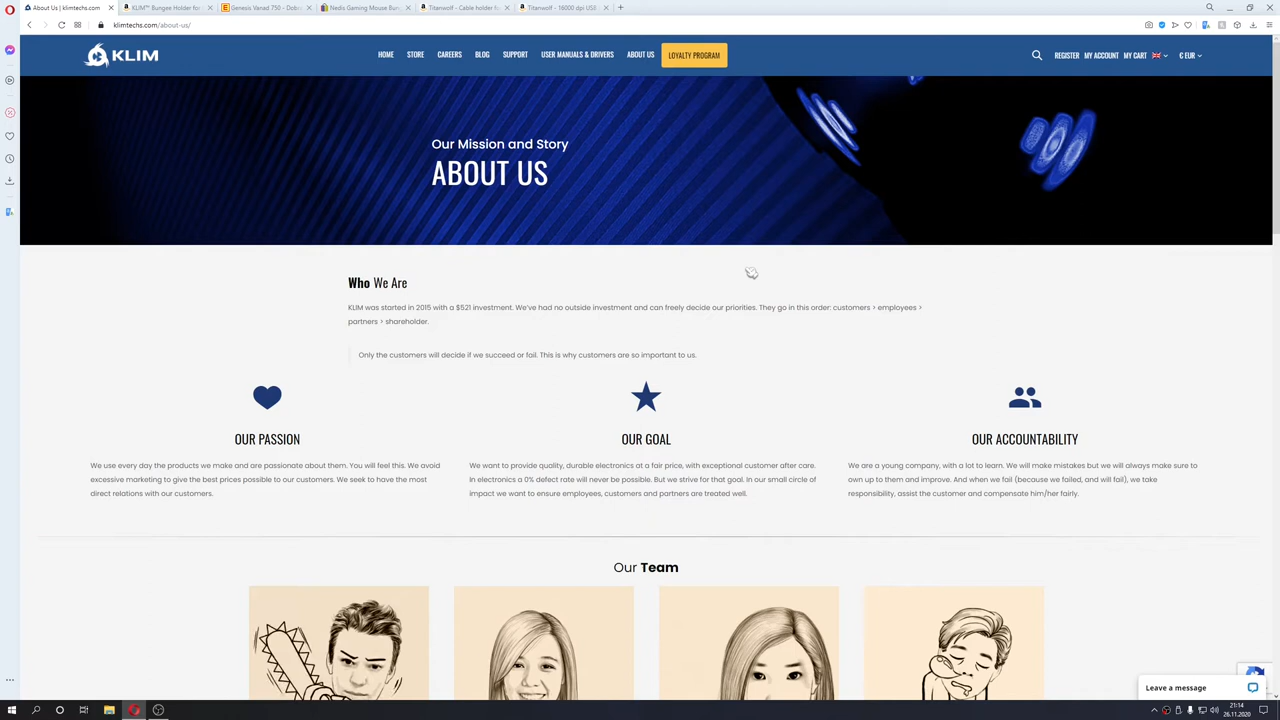 About Us | klimtechs.com
KLIM™ Bungee Holder for
Genesis Vanad 750 - Dob
Nedis Gaming Mouse Bun
Titanwolf - Cable holder fo
Titanwolf - 16000 dpi USB
klimtechs.com/about-us/
KLIM
HOME STORE CAREERS BLOG SUPPORT USER MANUALS & DRIVERS ABOUT US LOYALTY PROGRAM
REGISTER MY ACCOUNT MY CART € EUR
Our Mission and Story
ABOUT US
Who We Are
KLIM was started in 2015 with a $521 investment. We've had no outside investment and can freely decide our priorities. They go in this order: customers > employees >
partners > shareholder.
Only the customers will decide if we succeed or fail. This is why customers are so important to us.
OUR PASSION
We use every day the products we make and are passionate about them. You will feel this. We avoid
excessive marketing to give the best prices possible to our customers. We seek to have the most
direct relations with our customers.
OUR GOAL
We want to provide quality, durable electronics at a fair price, with exceptional customer after care.
In electronics a 0% defect rate will never be possible. But we strive for that goal. In our small circle of
impact we want to ensure employees, customers and partners are treated well.
OUR ACCOUNTABILITY
We are a young company, with a lot to learn. We will make mistakes but we will always make sure to
own up to them and improve. And when we fail (because we failed, and will fail), we take
responsibility, assist the customer and compensate him/her fairly.
Our Team
Leave a message
21:14
26.11.2020